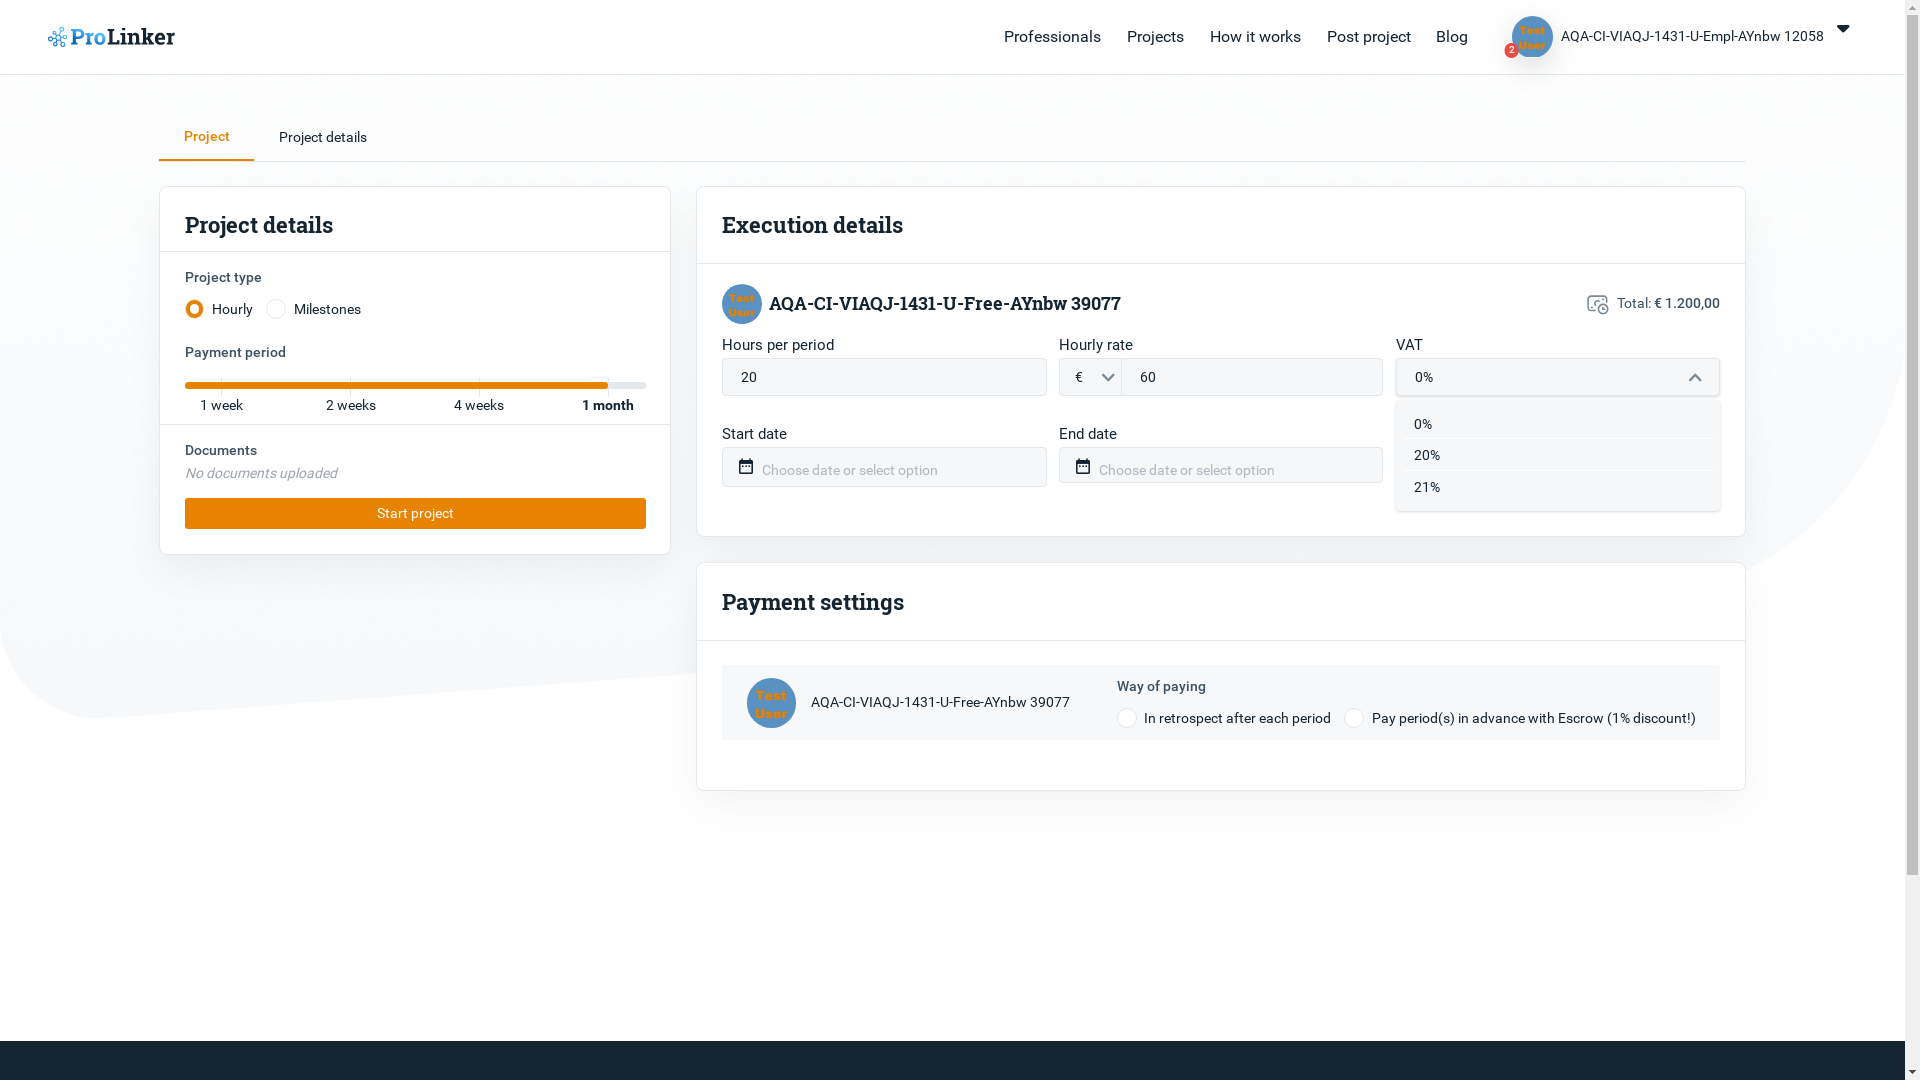 ProLinker
Professionals
Projects
How it works
Post project
Blog
Test
User
2
AQA-CI-VIAQJ-1431-U-Empl-AYnbw 12058
Project
Project details
Project details
Project type
Hourly
Milestones
Payment period
1 week
2 weeks
4 weeks
1 month
Documents
No documents uploaded
Start project
Execution details
Test
User
AQA-CI-VIAQJ-1431-U-Free-AYnbw 39077
Total: € 1.200,00
Hours per period
20
Hourly rate
€
60
VAT
0%
0%
20%
21%
Start date
Choose date or select option
End date
Choose date or select option
Payment settings
Test
User
AQA-CI-VIAQJ-1431-U-Free-AYnbw 39077
Way of paying
In retrospect after each period
Pay period(s) in advance with Escrow (1% discount!)